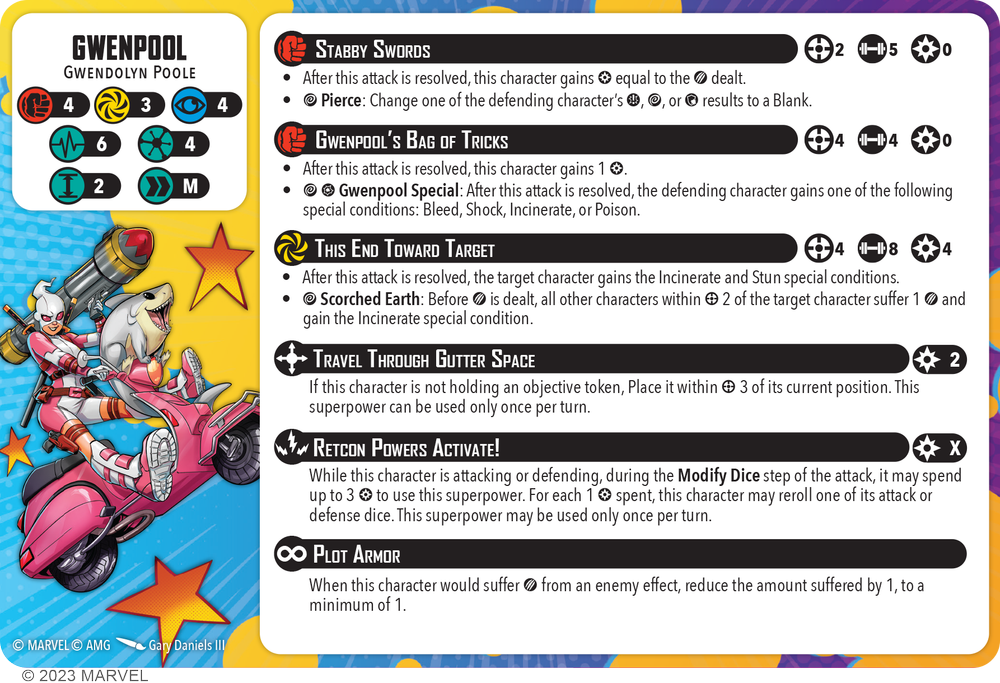 GWENPOOL
GWENDOLYN POOLE
4 3 4
6 4
2 M
STABBY SWORDS 2 5 0
• After this attack is resolved, this character gains equal to the dealt.
• Pierce: Change one of the defending character's , , or results to a Blank.
GWENPOOL'S BAG OF TRICKS 4 4 0
• After this attack is resolved, this character gains 1 .
• Gwenpool Special: After this attack is resolved, the defending character gains one of the following
special conditions: Bleed, Shock, Incinerate, or Poison.
THIS END TOWARD TARGET 4 8 4
• After this attack is resolved, the target character gains the Incinerate and Stun special conditions.
• Scorched Earth: Before is dealt, all other characters within 2 of the target character suffer 1 and
gain the Incinerate special condition.
TRAVEL THROUGH GUTTER SPACE 2
If this character is not holding an objective token, Place it within 3 of its current position. This
superpower can be used only once per turn.
RETCON POWERS ACTIVATE! X
While this character is attacking or defending, during the Modify Dice step of the attack, it may spend
up to 3 to use this superpower. For each 1 spent, this character may reroll one of its attack or
defense dice. This superpower may be used only once per turn.
PLOT ARMOR
When this character would suffer from an enemy effect, reduce the amount suffered by 1, to a
minimum of 1.
© MARVEL © AMG Gary Daniels III
© 2023 MARVEL